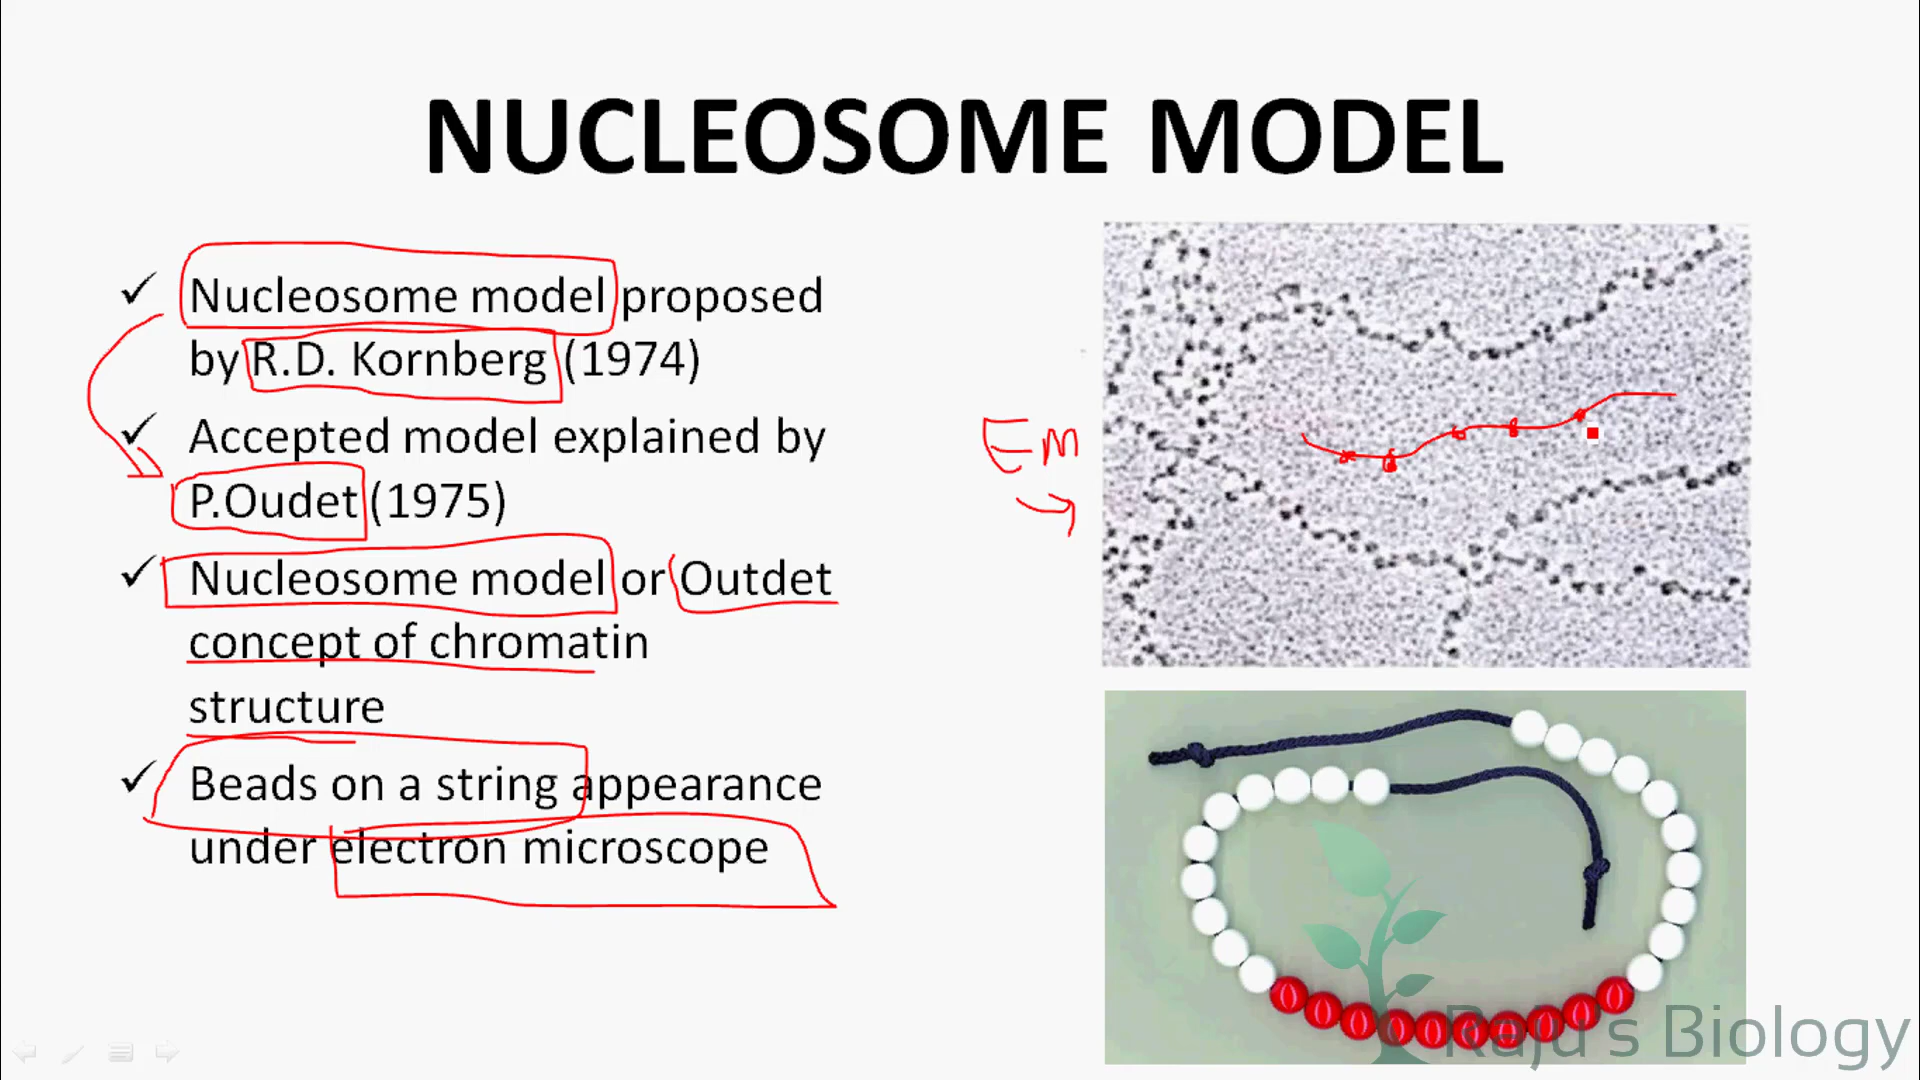 NUCLEOSOME MODEL
✓ Nucleosome model proposed
by R.D. Kornberg (1974)
✓ Accepted model explained by
P.Oudet (1975)
✓ Nucleosome model or Outdet
concept of chromatin
structure
✓ Beads on a string appearance
under electron microscope
Em
Raju's Biology